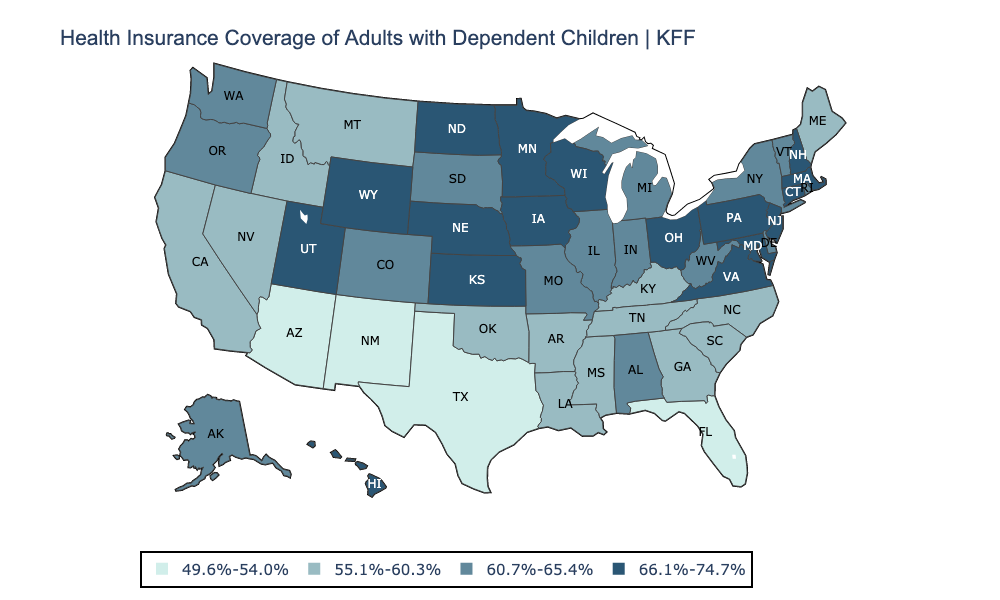 Health Insurance Coverage of Adults with Dependent Children | KFF
WA
MT
ND
MN
ME
OR
ID
SD
WI
MI
NY
VT
NH
MA
CT
RI
WY
NE
IA
PA
NJ
NV
UT
CO
KS
MO
IL
IN
OH
WV
MD
DE
VA
CA
KY
NC
AZ
NM
OK
AR
TN
SC
TX
LA
MS
AL
GA
FL
AK
HI
49.6%-54.0% 55.1%-60.3% 60.7%-65.4% 66.1%-74.7%